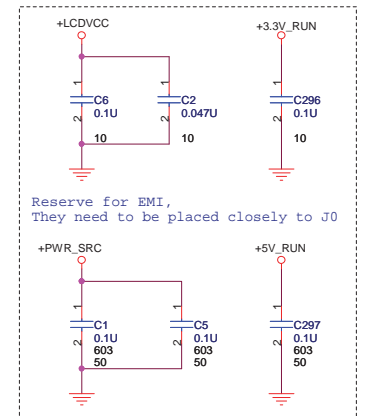 +LCDVCC
+3.3V_RUN
1
1
1
C6
C2
C296
0.1U
0.047U
0.1U
2
2
2
10
10
10
Reserve for EMI,
They need to be placed closely to J0
+PWR_SRC
+5V_RUN
1
1
1
C1
C5
C297
0.1U
0.1U
0.1U
2
2
2
603
603
603
50
50
50